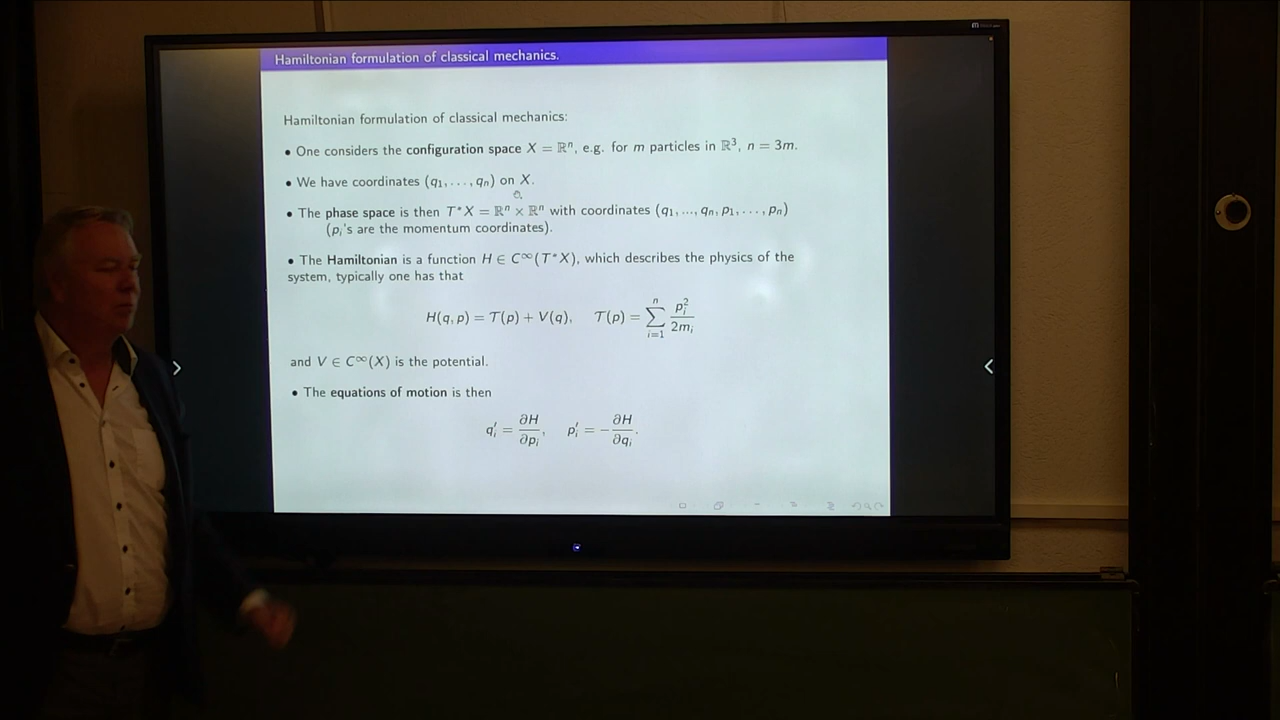 Hamiltonian formulation of classical mechanics.
Hamiltonian formulation of classical mechanics:
• One considers the configuration space X = ℝⁿ, e.g. for m particles in ℝ³, n = 3m.
• We have coordinates (q₁, . . . , qₙ) on X.
• The phase space is then T*X = ℝⁿ × ℝⁿ with coordinates (q₁, ..., qₙ, p₁, . . . , pₙ)
(pᵢ's are the momentum coordinates).
• The Hamiltonian is a function H ∈ C^∞(T*X), which describes the physics of the
system, typically one has that
H(q, p) = T(p) + V(q), T(p) = ∑_{i=1}^{n} pᵢ²/2mᵢ
and V ∈ C^∞(X) is the potential.
• The equations of motion is then
qᵢ′ = ∂H/∂pᵢ, pᵢ′ = −∂H/∂qᵢ.